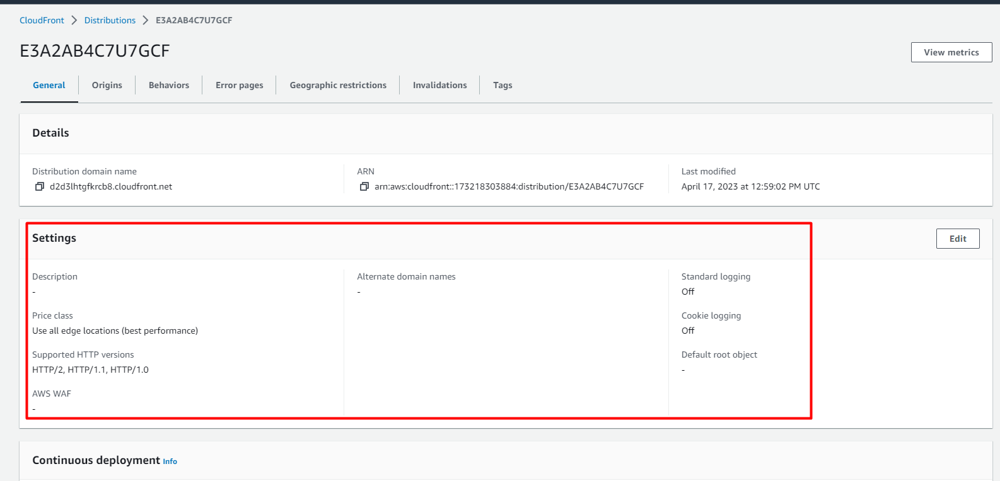 CloudFront > Distributions > E3A2AB4C7U7GCF
E3A2AB4C7U7GCF
View metrics
General
Origins
Behaviors
Error pages
Geographic restrictions
Invalidations
Tags
Details
Distribution domain name
d2d3lhtgfkrcb8.cloudfront.net
ARN
arn:aws:cloudfront::173218303884:distribution/E3A2AB4C7U7GCF
Last modified
April 17, 2023 at 12:59:02 PM UTC
Settings
Edit
Description
-
Price class
Use all edge locations (best performance)
Supported HTTP versions
HTTP/2, HTTP/1.1, HTTP/1.0
AWS WAF
-
Alternate domain names
-
Standard logging
Off
Cookie logging
Off
Default root object
-
Continuous deployment Info